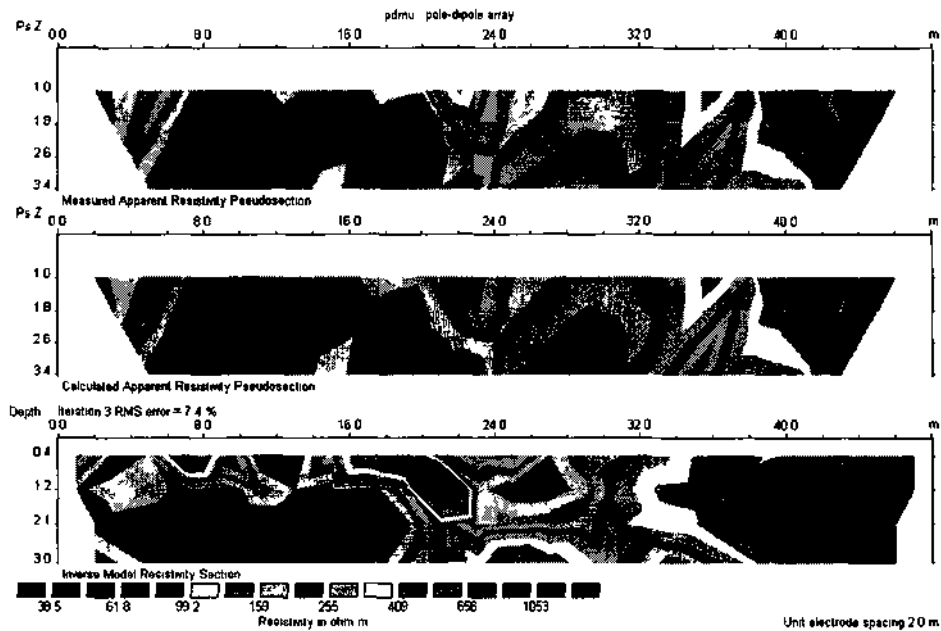 pdmu pole-dipole array
Ps Z 0.0 8.0 16.0 24.0 32.0 40.0 m
1.0
1.8
2.6
3.4
Measured Apparent Resistivity Pseudosection
Ps Z 0.0 8.0 16.0 24.0 32.0 40.0 m
1.0
1.8
2.6
3.4
Calculated Apparent Resistivity Pseudosection
Depth Iteration 3 RMS error = 7.4 %
0.0 8.0 16.0 24.0 32.0 40.0 m
0.4
1.2
2.1
3.0
Inverse Model Resistivity Section
38.5 61.8 99.2 159 255 409 656 1053
Resistivity in ohm m
Unit electrode spacing 2.0 m